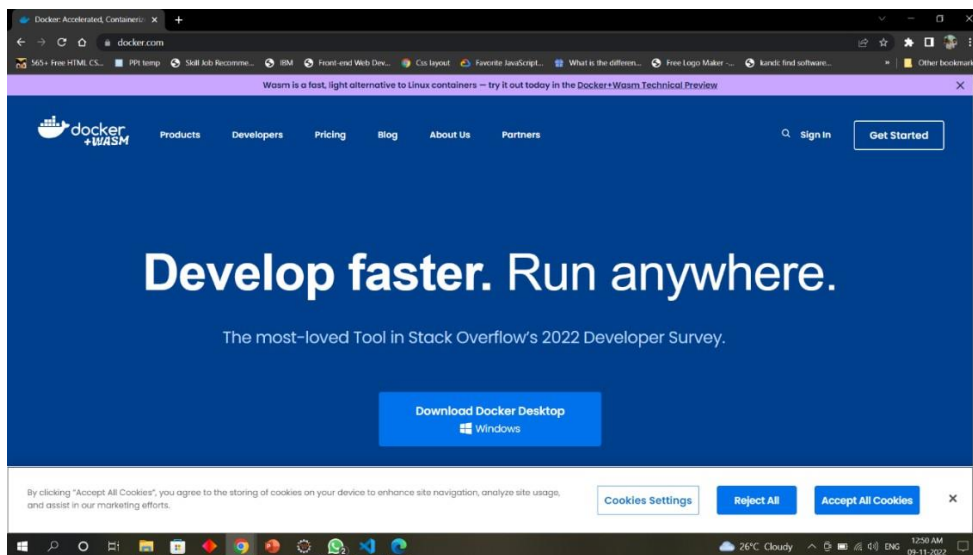 Docker: Accelerated, Containeriz
docker.com
565+ Free HTML CS... PPt temp Skill Job Recomme... IBM Front-end Web Dev... Css layout Favorite JavaScript... What is the differen... Free Logo Maker -... kandc find software... » Other bookmark
Wasm is a fast, light alternative to Linux containers — try it out today in the Docker+Wasm Technical Preview
docker
+WASM
Products Developers Pricing Blog About Us Partners Sign In Get Started
Develop faster. Run anywhere.
The most-loved Tool in Stack Overflow's 2022 Developer Survey.
Download Docker Desktop
Windows
By clicking "Accept All Cookies", you agree to the storing of cookies on your device to enhance site navigation, analyze site usage,
and assist in our marketing efforts.
Cookies Settings Reject All Accept All Cookies
26°C Cloudy ENG 12:50 AM
09-11-2022